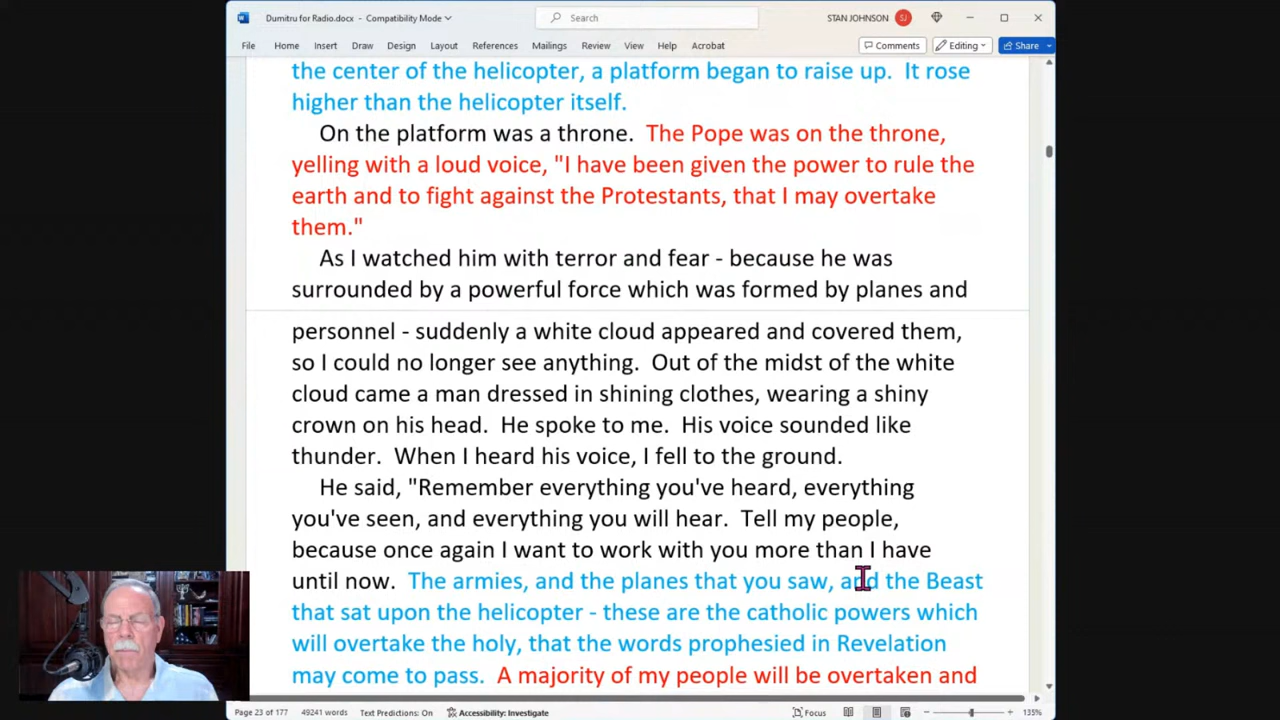 Dumitru for Radio.docx - Compatibility Mode
Search
STAN JOHNSON
SJ
File Home Insert Draw Design Layout References Mailings Review View Help Acrobat
Comments
Editing
Share
the center of the helicopter, a platform began to raise up. It rose
higher than the helicopter itself.
On the platform was a throne. The Pope was on the throne,
yelling with a loud voice, "I have been given the power to rule the
earth and to fight against the Protestants, that I may overtake
them."
As I watched him with terror and fear - because he was
surrounded by a powerful force which was formed by planes and
personnel - suddenly a white cloud appeared and covered them,
so I could no longer see anything. Out of the midst of the white
cloud came a man dressed in shining clothes, wearing a shiny
crown on his head. He spoke to me. His voice sounded like
thunder. When I heard his voice, I fell to the ground.
He said, "Remember everything you've heard, everything
you've seen, and everything you will hear. Tell my people,
because once again I want to work with you more than I have
until now. The armies, and the planes that you saw, and the Beast
that sat upon the helicopter - these are the catholic powers which
will overtake the holy, that the words prophesied in Revelation
may come to pass. A majority of my people will be overtaken and
Page 23 of 177 49241 words Text Predictions: On Accessibility: Investigate
Focus
135%